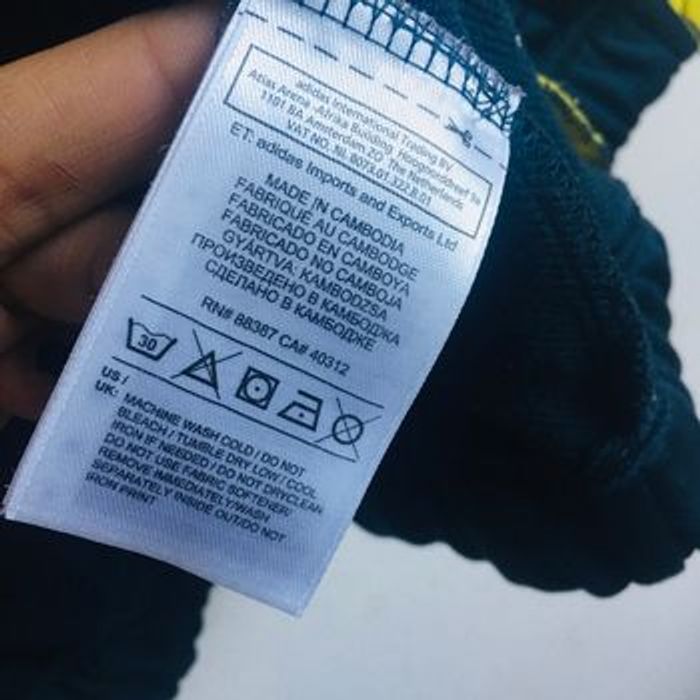 adidas International Trading BV
Atlas Arena Afrika Building, Hoogoorddreef 9a
1101 BA Amsterdam ZO The Netherlands
VAT NO. NL 8073.01.322.B.01
ET: adidas Imports and Exports Ltd
MADE IN CAMBODIA
FABRIQUÉ AU CAMBODGE
FABRICADO EN CAMBOYA
FABRICADO NO CAMBOJA
GYÁRTVA: KAMBODZSA
ПРОИЗВЕДЕНО В КАМБОДЖА
СДЕЛАНО В КАМБОДЖЕ
RN# 88387 CA# 40312
30
US /
UK: MACHINE WASH COLD / DO NOT
BLEACH / TUMBLE DRY LOW / COOL
IRON IF NEEDED / DO NOT DRYCLEAN
DO NOT USE FABRIC SOFTENER/
REMOVE IMMEDIATELY/WASH
SEPARATELY INSIDE OUT/DO NOT
IRON PRINT